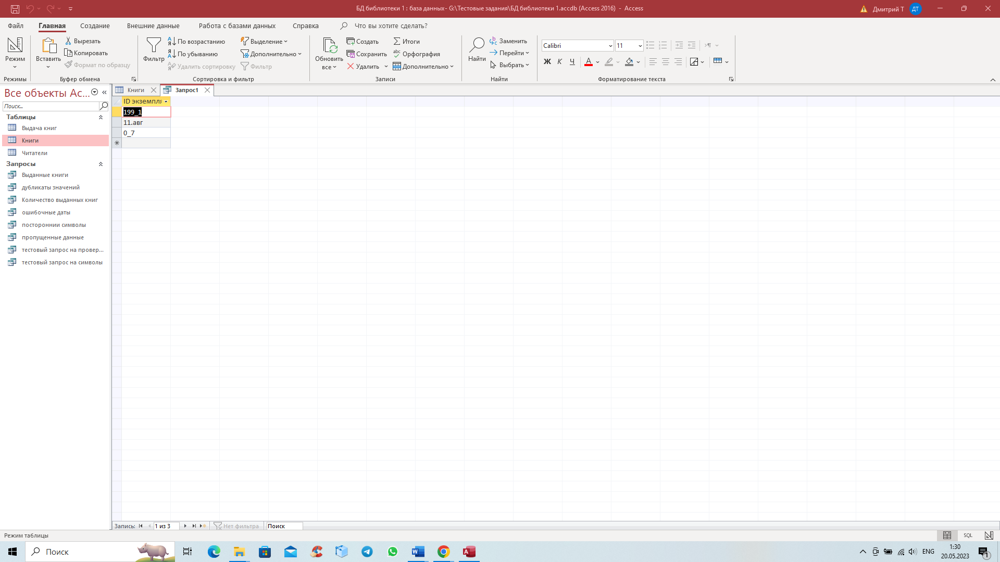 БД библиотеки 1 : база данных- G:\Тестовые задания\БД библиотеки 1.accdb (Access 2016) - Access
Дмитрий Т
ДТ
Файл
Главная
Создание
Внешние данные
Работа с базами данных
Справка
Что вы хотите сделать?
Режим
Режимы
Вставить
Вырезать
Копировать
Формат по образцу
Буфер обмена
Фильтр
По возрастанию
По убыванию
Удалить сортировку
Выделение
Дополнительно
Фильтр
Сортировка и фильтр
Обновить
все
Создать
Сохранить
Удалить
Итоги
Орфография
Дополнительно
Записи
Найти
Заменить
Перейти
Выбрать
Найти
Calibri
11
Ж К Ч А
Форматирование текста
Все объекты Ac...
Поиск...
Таблицы
Выдача книг
Книги
Читатели
Запросы
Выданные книги
дубликаты значений
Количество выданных книг
ошибочные даты
постороннии символы
пропущенные данные
тестовый запрос на провер...
тестовый запрос на символы
Книги
Запрос1
ID экземпля
199_1
11.авг
0_7
Запись:
1 из 3
Нет фильтра
Поиск
Режим таблицы
SQL
Поиск
ENG
1:30
20.05.2023
1